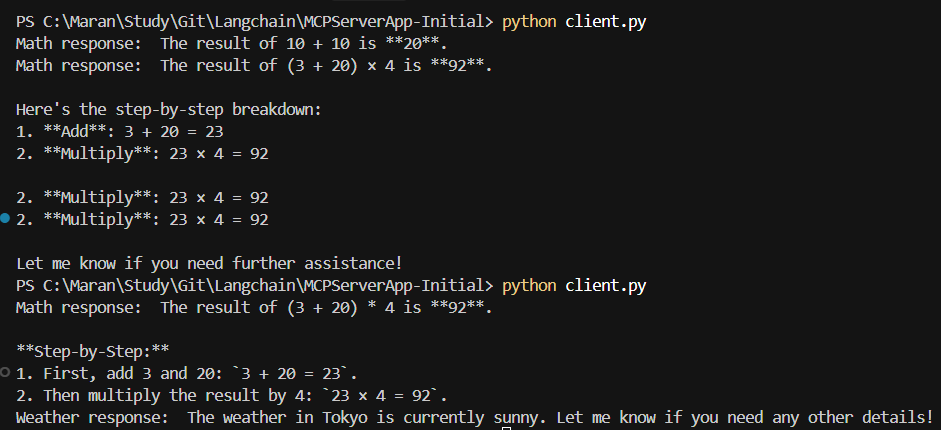 PS C:\Maran\Study\Git\Langchain\MCPServerApp-Initial> python client.py
Math response:  The result of 10 + 10 is **20**.
Math response:  The result of (3 + 20) × 4 is **92**.
Here's the step-by-step breakdown:
1. **Add**: 3 + 20 = 23
2. **Multiply**: 23 × 4 = 92
2. **Multiply**: 23 × 4 = 92
2. **Multiply**: 23 × 4 = 92
Let me know if you need further assistance!
PS C:\Maran\Study\Git\Langchain\MCPServerApp-Initial> python client.py
Math response:  The result of (3 + 20) * 4 is **92**.
**Step-by-Step:**
1. First, add 3 and 20: `3 + 20 = 23`.
2. Then multiply the result by 4: `23 × 4 = 92`.
Weather response:  The weather in Tokyo is currently sunny. Let me know if you need any other details!